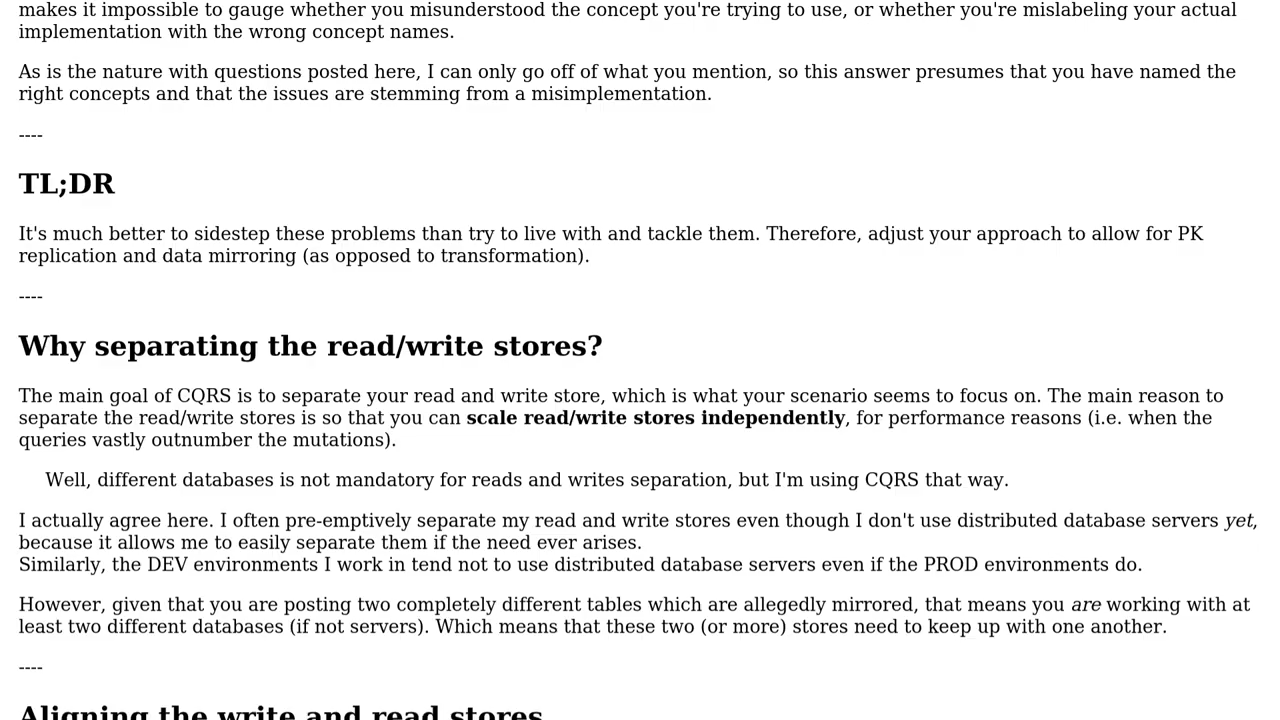 makes it impossible to gauge whether you misunderstood the concept you're trying to use, or whether you're mislabeling your actual
implementation with the wrong concept names.
As is the nature with questions posted here, I can only go off of what you mention, so this answer presumes that you have named the
right concepts and that the issues are stemming from a misimplementation.
----
TL;DR
It's much better to sidestep these problems than try to live with and tackle them. Therefore, adjust your approach to allow for PK
replication and data mirroring (as opposed to transformation).
----
Why separating the read/write stores?
The main goal of CQRS is to separate your read and write store, which is what your scenario seems to focus on. The main reason to
separate the read/write stores is so that you can scale read/write stores independently, for performance reasons (i.e. when the
queries vastly outnumber the mutations).
Well, different databases is not mandatory for reads and writes separation, but I'm using CQRS that way.
I actually agree here. I often pre-emptively separate my read and write stores even though I don't use distributed database servers yet,
because it allows me to easily separate them if the need ever arises.
Similarly, the DEV environments I work in tend not to use distributed database servers even if the PROD environments do.
However, given that you are posting two completely different tables which are allegedly mirrored, that means you are working with at
least two different databases (if not servers). Which means that these two (or more) stores need to keep up with one another.
----
Aligning the write and read stores